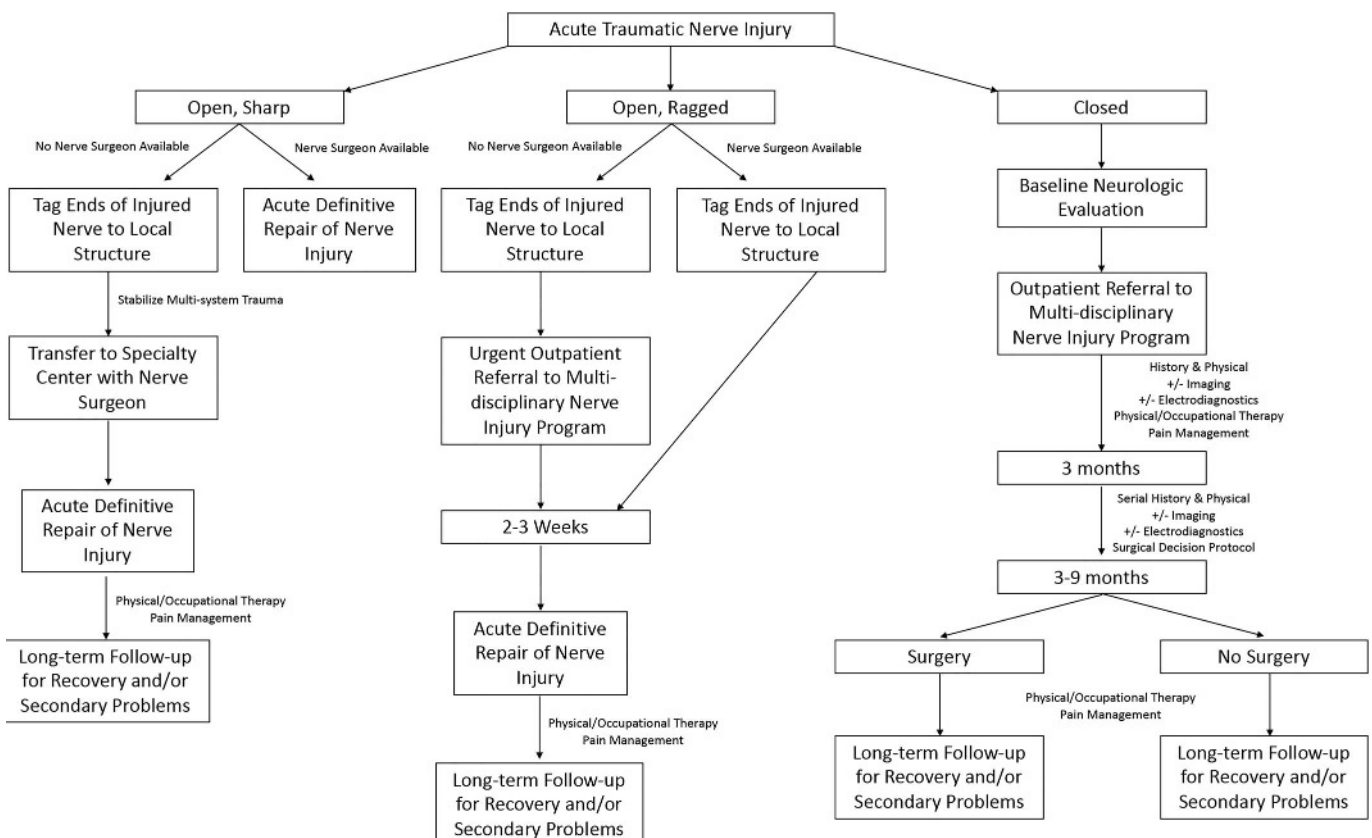 Acute Traumatic Nerve Injury
Open, Sharp
Open, Ragged
Closed
No Nerve Surgeon Available
Nerve Surgeon Available
No Nerve Surgeon Available
Nerve Surgeon Available
Tag Ends of Injured
Nerve to Local
Structure
Acute Definitive
Repair of Nerve
Injury
Tag Ends of Injured
Nerve to Local
Structure
Tag Ends of Injured
Nerve to Local
Structure
Baseline Neurologic
Evaluation
Stabilize Multi-system Trauma
Transfer to Specialty
Center with Nerve
Surgeon
Urgent Outpatient
Referral to Multi-
disciplinary Nerve
Injury Program
Outpatient Referral to
Multi-disciplinary
Nerve Injury Program
History & Physical
+/- Imaging
+/- Electrodiagnostics
Physical/Occupational Therapy
Pain Management
3 months
Acute Definitive
Repair of Nerve
Injury
2-3 Weeks
Serial History & Physical
+/- Imaging
+/- Electrodiagnostics
Surgical Decision Protocol
3-9 months
Physical/Occupational Therapy
Pain Management
Long-term Follow-up
for Recovery and/or
Secondary Problems
Acute Definitive
Repair of Nerve
Injury
Physical/Occupational Therapy
Pain Management
Long-term Follow-up
for Recovery and/or
Secondary Problems
Surgery
No Surgery
Physical/Occupational Therapy
Pain Management
Long-term Follow-up
for Recovery and/or
Secondary Problems
Long-term Follow-up
for Recovery and/or
Secondary Problems